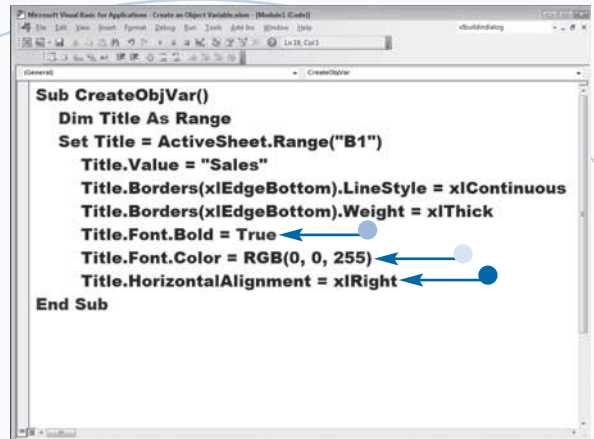 Microsoft Visual Basic for Applications - Create an Object Variable.xlsm - [Module1 (Code)]
File Edit View Insert Format Debug Run Tools Add-Ins Window Help
vbuildindialog
Ln 19, Col 1
(General)
CreateObjVar
Sub CreateObjVar()
Dim Title As Range
Set Title = ActiveSheet.Range("B1")
Title.Value = "Sales"
Title.Borders(xlEdgeBottom).LineStyle = xlContinuous
Title.Borders(xlEdgeBottom).Weight = xlThick
Title.Font.Bold = True
Title.Font.Color = RGB(0, 0, 255)
Title.HorizontalAlignment = xlRight
End Sub